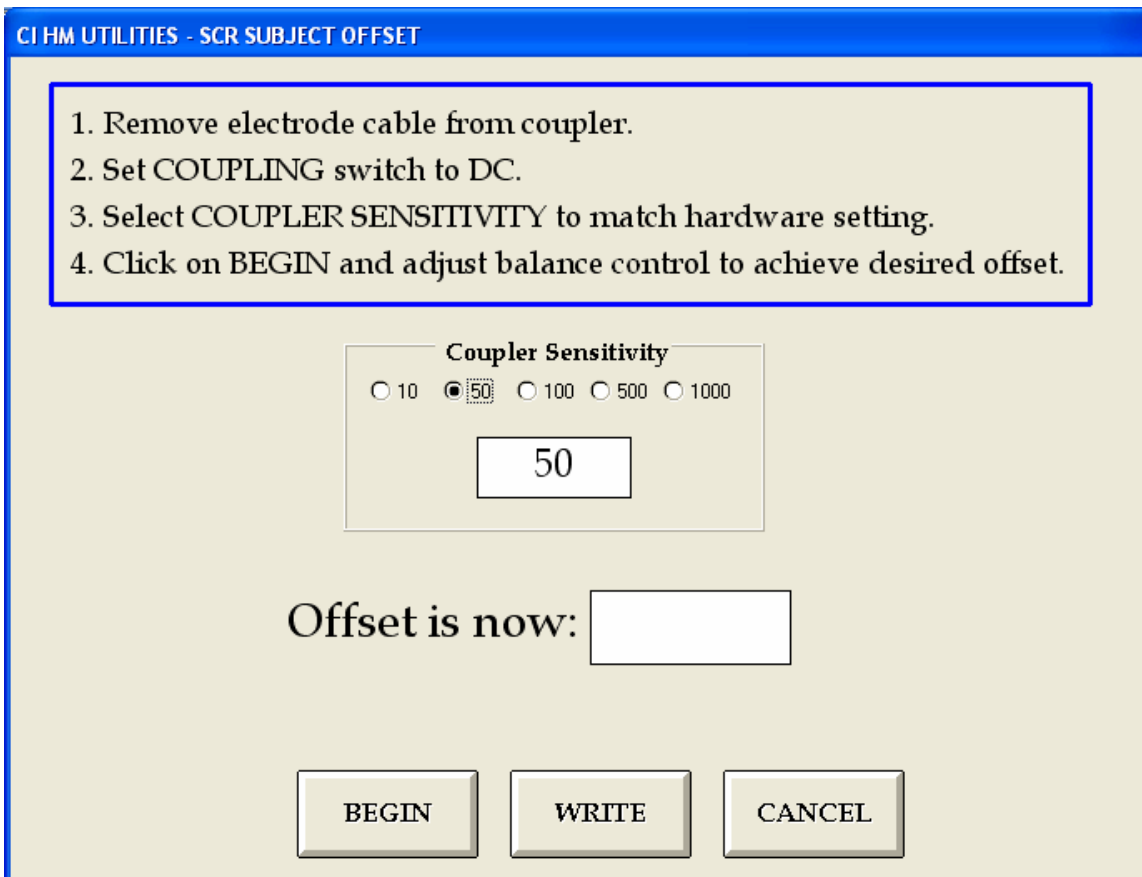 CI HM UTILITIES - SCR SUBJECT OFFSET
1. Remove electrode cable from coupler.
2. Set COUPLING switch to DC.
3. Select COUPLER SENSITIVITY to match hardware setting.
4. Click on BEGIN and adjust balance control to achieve desired offset.
Coupler Sensitivity
10 50 100 500 1000
50
Offset is now:
BEGIN WRITE CANCEL